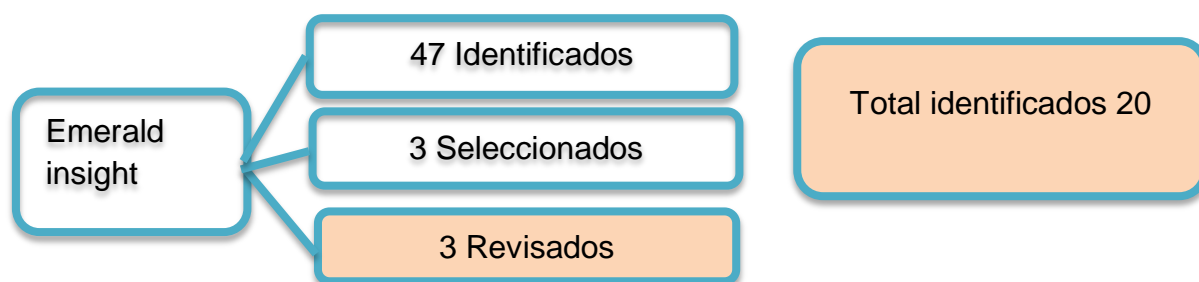 Emerald
insight
47 Identificados
3 Seleccionados
3 Revisados
Total identificados 20